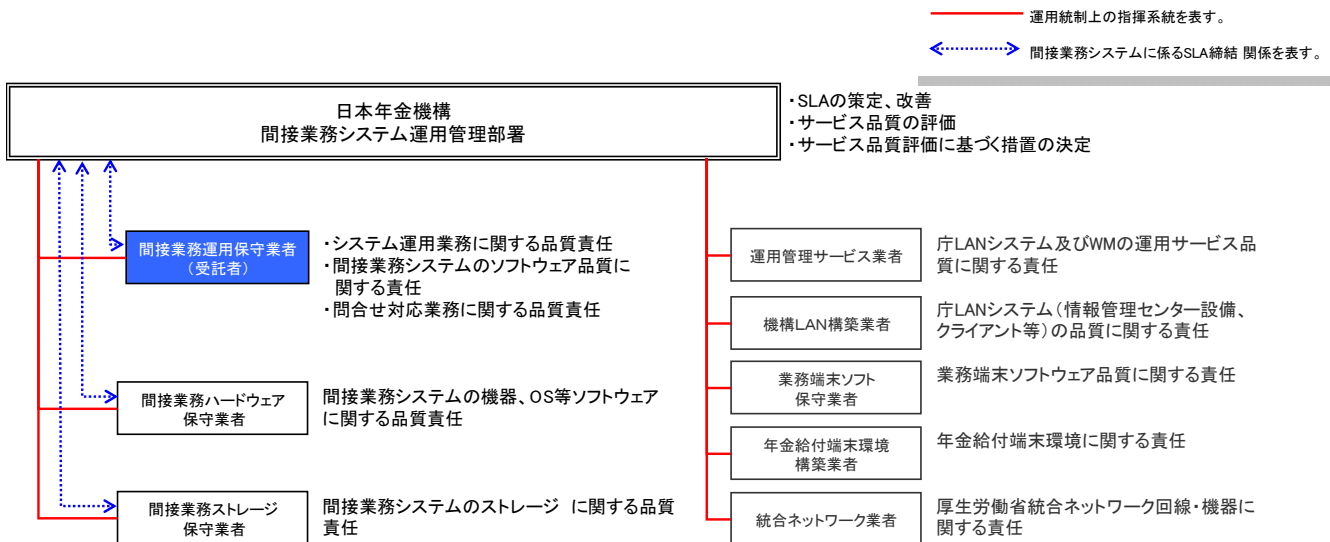 運用統制上の指揮系統を表す。
間接業務システムに係るSLA締結 関係を表す。
日本年金機構
間接業務システム運用管理部署
・SLAの策定、改善
・サービス品質の評価
・サービス品質評価に基づく措置の決定
間接業務運用保守業者
（受託者）
・システム運用業務に関する品質責任
・間接業務システムのソフトウェア品質に
関する責任
・問合せ対応業務に関する品質責任
間接業務ハードウェア
保守業者
間接業務システムの機器、OS等ソフトウェア
に関する品質責任
間接業務ストレージ
保守業者
間接業務システムのストレージ に関する品質
責任
運用管理サービス業者
庁LANシステム及びWMの運用サービス品
質に関する責任
機構LAN構築業者
庁LANシステム（情報管理センター設備、
クライアント等）の品質に関する責任
業務端末ソフト
保守業者
業務端末ソフトウェア品質に関する責任
年金給付端末環境
構築業者
年金給付端末環境に関する責任
統合ネットワーク業者
厚生労働省統合ネットワーク回線・機器に
関する責任